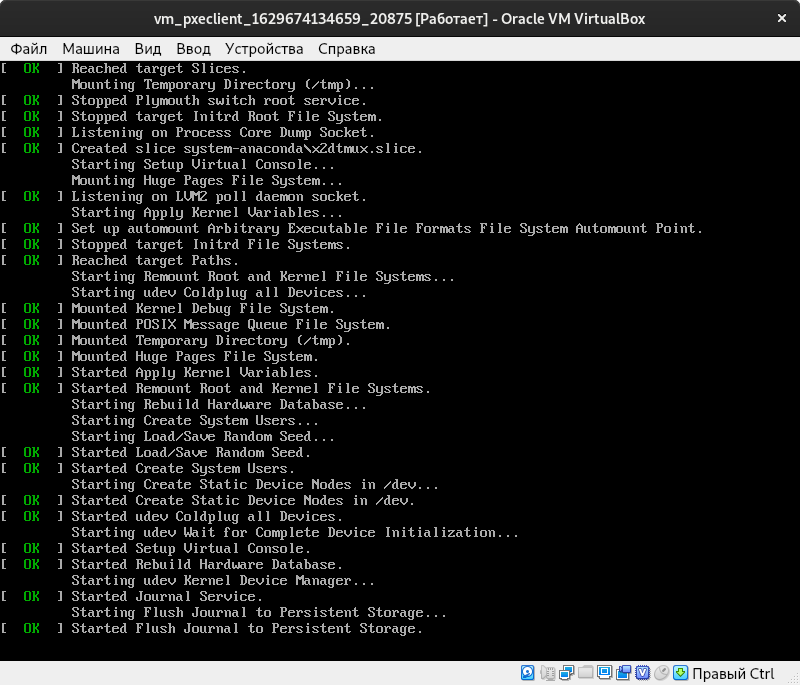 vm_pxeclient_1629674134659_20875 [Работает] - Oracle VM VirtualBox
Файл Машина Вид Ввод Устройства Справка
[  OK  ] Reached target Slices.
Mounting Temporary Directory (/tmp)...
[  OK  ] Stopped Plymouth switch root service.
[  OK  ] Stopped target Initrd Root File System.
[  OK  ] Listening on Process Core Dump Socket.
[  OK  ] Created slice system-anaconda\x2dtmux.slice.
Starting Setup Virtual Console...
Mounting Huge Pages File System...
[  OK  ] Listening on LVM2 poll daemon socket.
Starting Apply Kernel Variables...
[  OK  ] Set up automount Arbitrary Executable File Formats File System Automount Point.
[  OK  ] Stopped target Initrd File Systems.
[  OK  ] Reached target Paths.
Starting Remount Root and Kernel File Systems...
Starting udev Coldplug all Devices...
[  OK  ] Mounted Kernel Debug File System.
[  OK  ] Mounted POSIX Message Queue File System.
[  OK  ] Mounted Temporary Directory (/tmp).
[  OK  ] Mounted Huge Pages File System.
[  OK  ] Started Apply Kernel Variables.
[  OK  ] Started Remount Root and Kernel File Systems.
Starting Rebuild Hardware Database...
Starting Create System Users...
Starting Load/Save Random Seed...
[  OK  ] Started Load/Save Random Seed.
[  OK  ] Started Create System Users.
Starting Create Static Device Nodes in /dev...
[  OK  ] Started Create Static Device Nodes in /dev.
[  OK  ] Started udev Coldplug all Devices.
Starting udev Wait for Complete Device Initialization...
[  OK  ] Started Setup Virtual Console.
[  OK  ] Started Rebuild Hardware Database.
Starting udev Kernel Device Manager...
[  OK  ] Started Journal Service.
Starting Flush Journal to Persistent Storage...
[  OK  ] Started Flush Journal to Persistent Storage.
Правый Ctrl